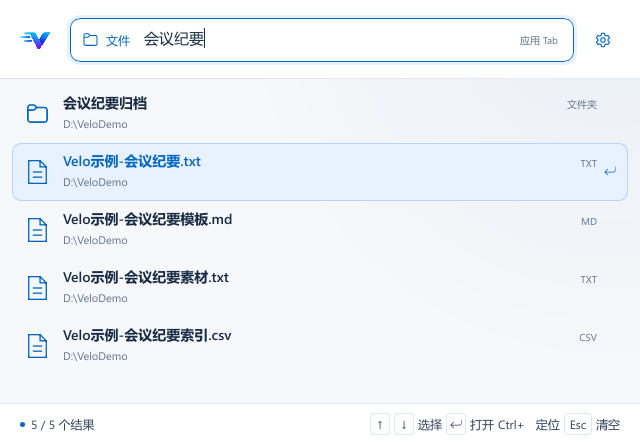 文件 会议纪要 应用 Tab
会议纪要归档 文件夹
D:\VeloDemo
Velo示例-会议纪要.txt TXT
D:\VeloDemo
Velo示例-会议纪要模板.md MD
D:\VeloDemo
Velo示例-会议纪要素材.txt TXT
D:\VeloDemo
Velo示例-会议纪要索引.csv CSV
D:\VeloDemo
5 / 5 个结果 ↑ ↓ 选择 ↵ 打开 Ctrl+ 定位 Esc 清空